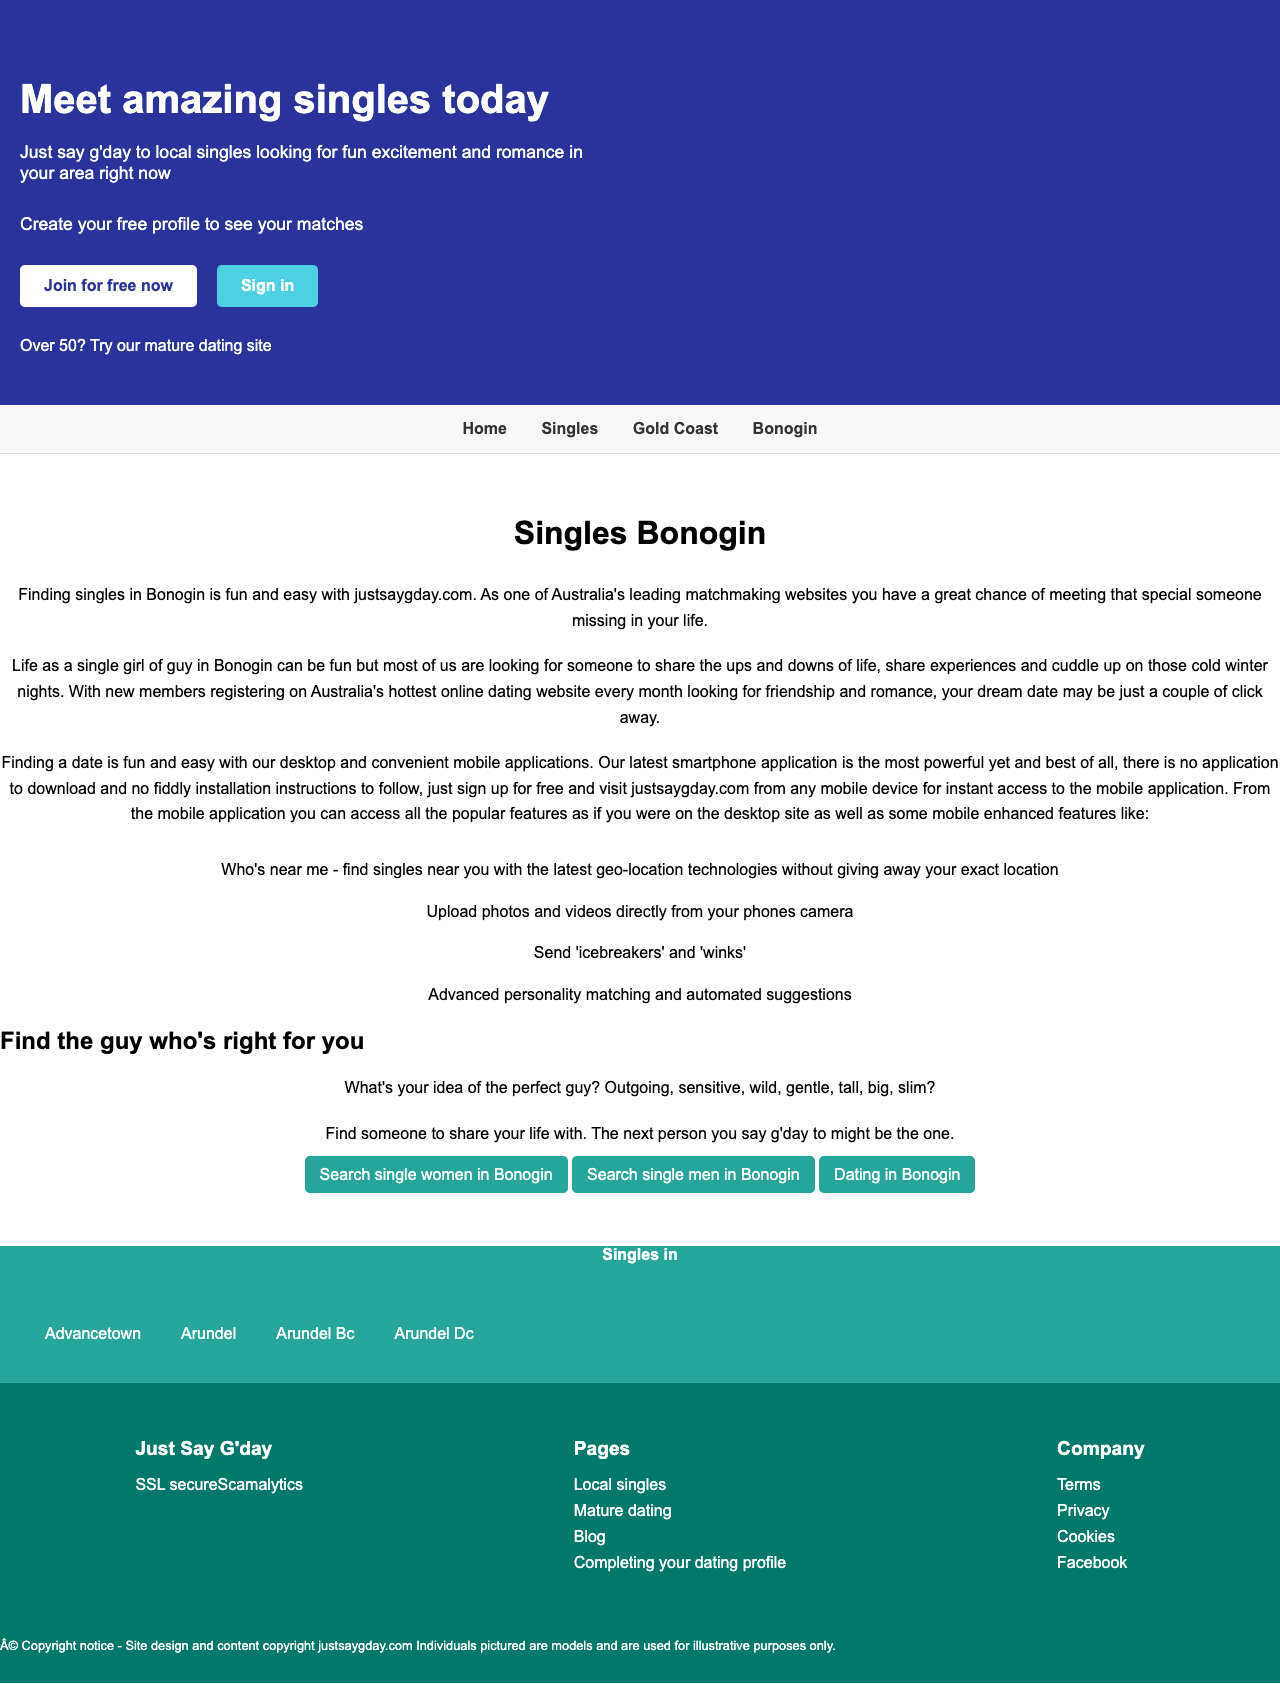 Meet amazing singles today
Just say g'day to local singles looking for fun excitement and romance in
your area right now
Create your free profile to see your matches
Join for free now
Sign in
Over 50? Try our mature dating site
Home Singles Gold Coast Bonogin
Singles Bonogin
Finding singles in Bonogin is fun and easy with justsaygday.com. As one of Australia's leading matchmaking websites you have a great chance of meeting that special someone
missing in your life.
Life as a single girl of guy in Bonogin can be fun but most of us are looking for someone to share the ups and downs of life, share experiences and cuddle up on those cold winter
nights. With new members registering on Australia's hottest online dating website every month looking for friendship and romance, your dream date may be just a couple of click
away.
Finding a date is fun and easy with our desktop and convenient mobile applications. Our latest smartphone application is the most powerful yet and best of all, there is no application
to download and no fiddly installation instructions to follow, just sign up for free and visit justsaygday.com from any mobile device for instant access to the mobile application. From
the mobile application you can access all the popular features as if you were on the desktop site as well as some mobile enhanced features like:
Who's near me - find singles near you with the latest geo-location technologies without giving away your exact location
Upload photos and videos directly from your phones camera
Send 'icebreakers' and 'winks'
Advanced personality matching and automated suggestions
Find the guy who's right for you
What's your idea of the perfect guy? Outgoing, sensitive, wild, gentle, tall, big, slim?
Find someone to share your life with. The next person you say g'day to might be the one.
Search single women in Bonogin Search single men in Bonogin Dating in Bonogin
Singles in
Advancetown Arundel Arundel Bc Arundel Dc
Just Say G'day
SSL secureScamalytics
Pages
Local singles
Mature dating
Blog
Completing your dating profile
Company
Terms
Privacy
Cookies
Facebook
Â© Copyright notice - Site design and content copyright justsaygday.com Individuals pictured are models and are used for illustrative purposes only.